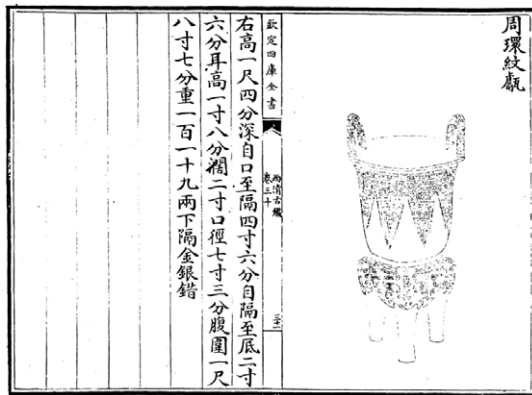 周環紋甗
欽定四庫全書
西清古鑑
卷三十
三十一
右高一尺四分深自口至隔四寸六分自隔至底二寸
六分耳高一寸八分濶二寸口徑七寸三分腹圍一尺
八寸七分重一百一十九兩下隔金銀錯